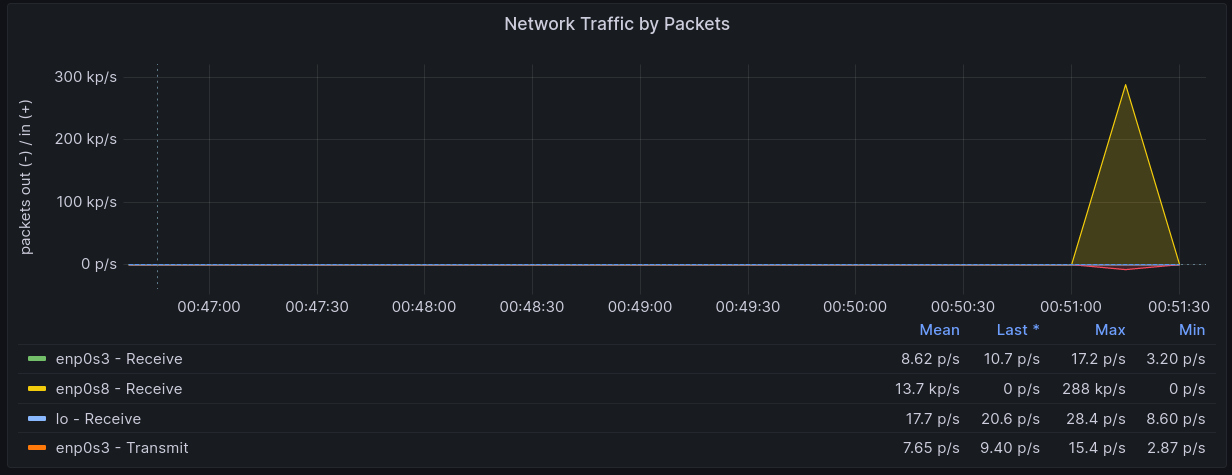 Network Traffic by Packets
packets out (-) / in (+)
300 kp/s
200 kp/s
100 kp/s
0 p/s
00:47:00 00:47:30 00:48:00 00:48:30 00:49:00 00:49:30 00:50:00 00:50:30 00:51:00 00:51:30
Mean Last * Max Min
enp0s3 - Receive 8.62 p/s 10.7 p/s 17.2 p/s 3.20 p/s
enp0s8 - Receive 13.7 kp/s 0 p/s 288 kp/s 0 p/s
lo - Receive 17.7 p/s 20.6 p/s 28.4 p/s 8.60 p/s
enp0s3 - Transmit 7.65 p/s 9.40 p/s 15.4 p/s 2.87 p/s